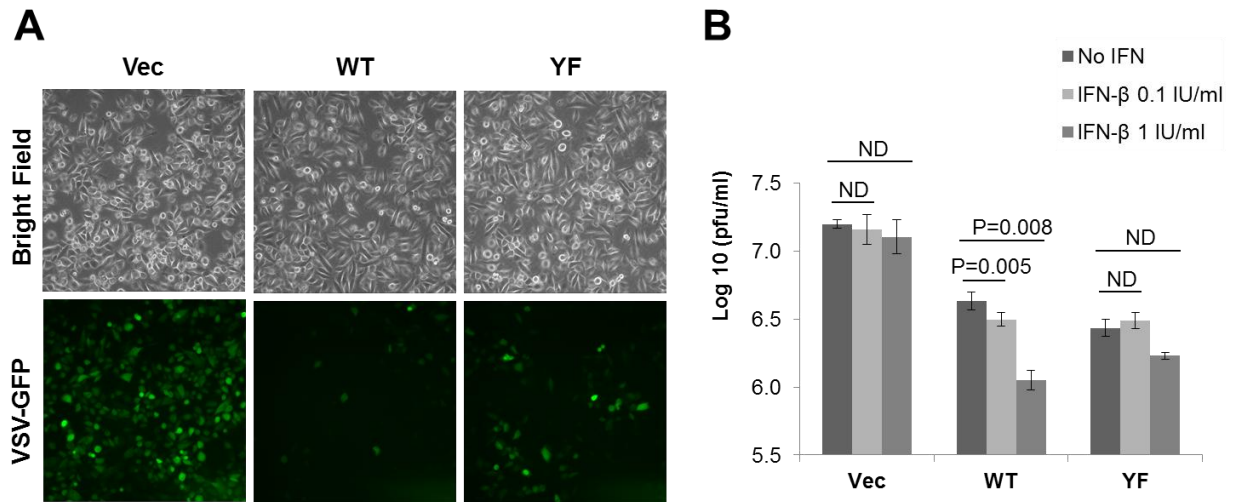 A
Vec WT YF
Bright Field
VSV-GFP
B
No IFN
IFN-β 0.1 IU/ml
IFN-β 1 IU/ml
Log 10 (pfu/ml)
7.5
7.0
6.5
6.0
5.5
ND
ND
P=0.008
P=0.005
ND
ND
Vec WT YF